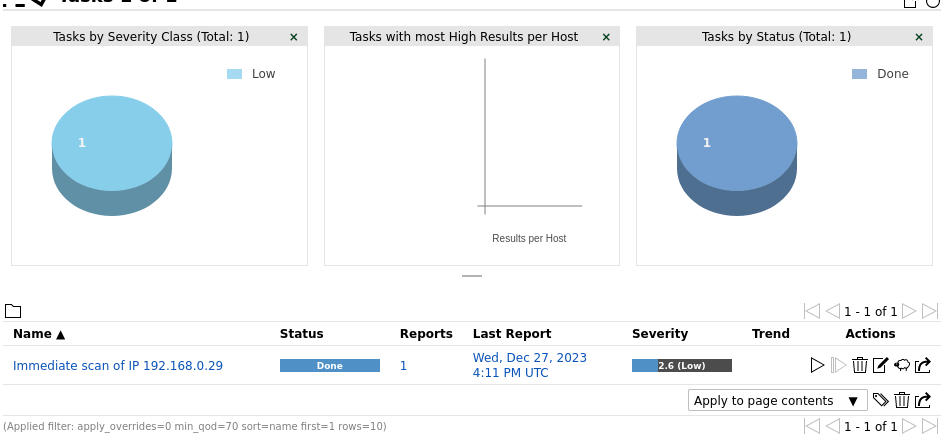 Tasks 1 of 1
Tasks by Severity Class (Total: 1) ×
Tasks with most High Results per Host ×
Tasks by Status (Total: 1) ×
Low
1
Results per Host
Done
1
1 - 1 of 1
Name ▲ Status Reports Last Report Severity Trend Actions
Immediate scan of IP 192.168.0.29 Done 1 Wed, Dec 27, 2023 2.6 (Low)
4:11 PM UTC
Apply to page contents ▼
(Applied filter: apply_overrides=0 min_qod=70 sort=name first=1 rows=10) 1 - 1 of 1